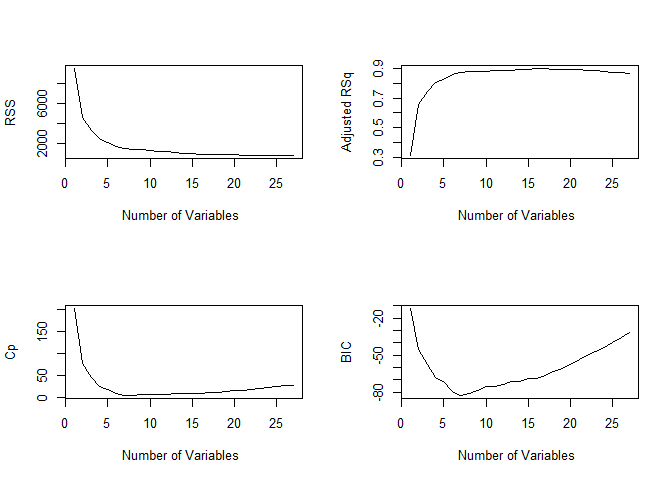 RSS
2000 6000
0 5 10 15 20 25
Number of Variables
Adjusted RSq
0.3 0.5 0.7 0.9
0 5 10 15 20 25
Number of Variables
Cp
0 50 150
0 5 10 15 20 25
Number of Variables
BIC
-80 -50 -20
0 5 10 15 20 25
Number of Variables